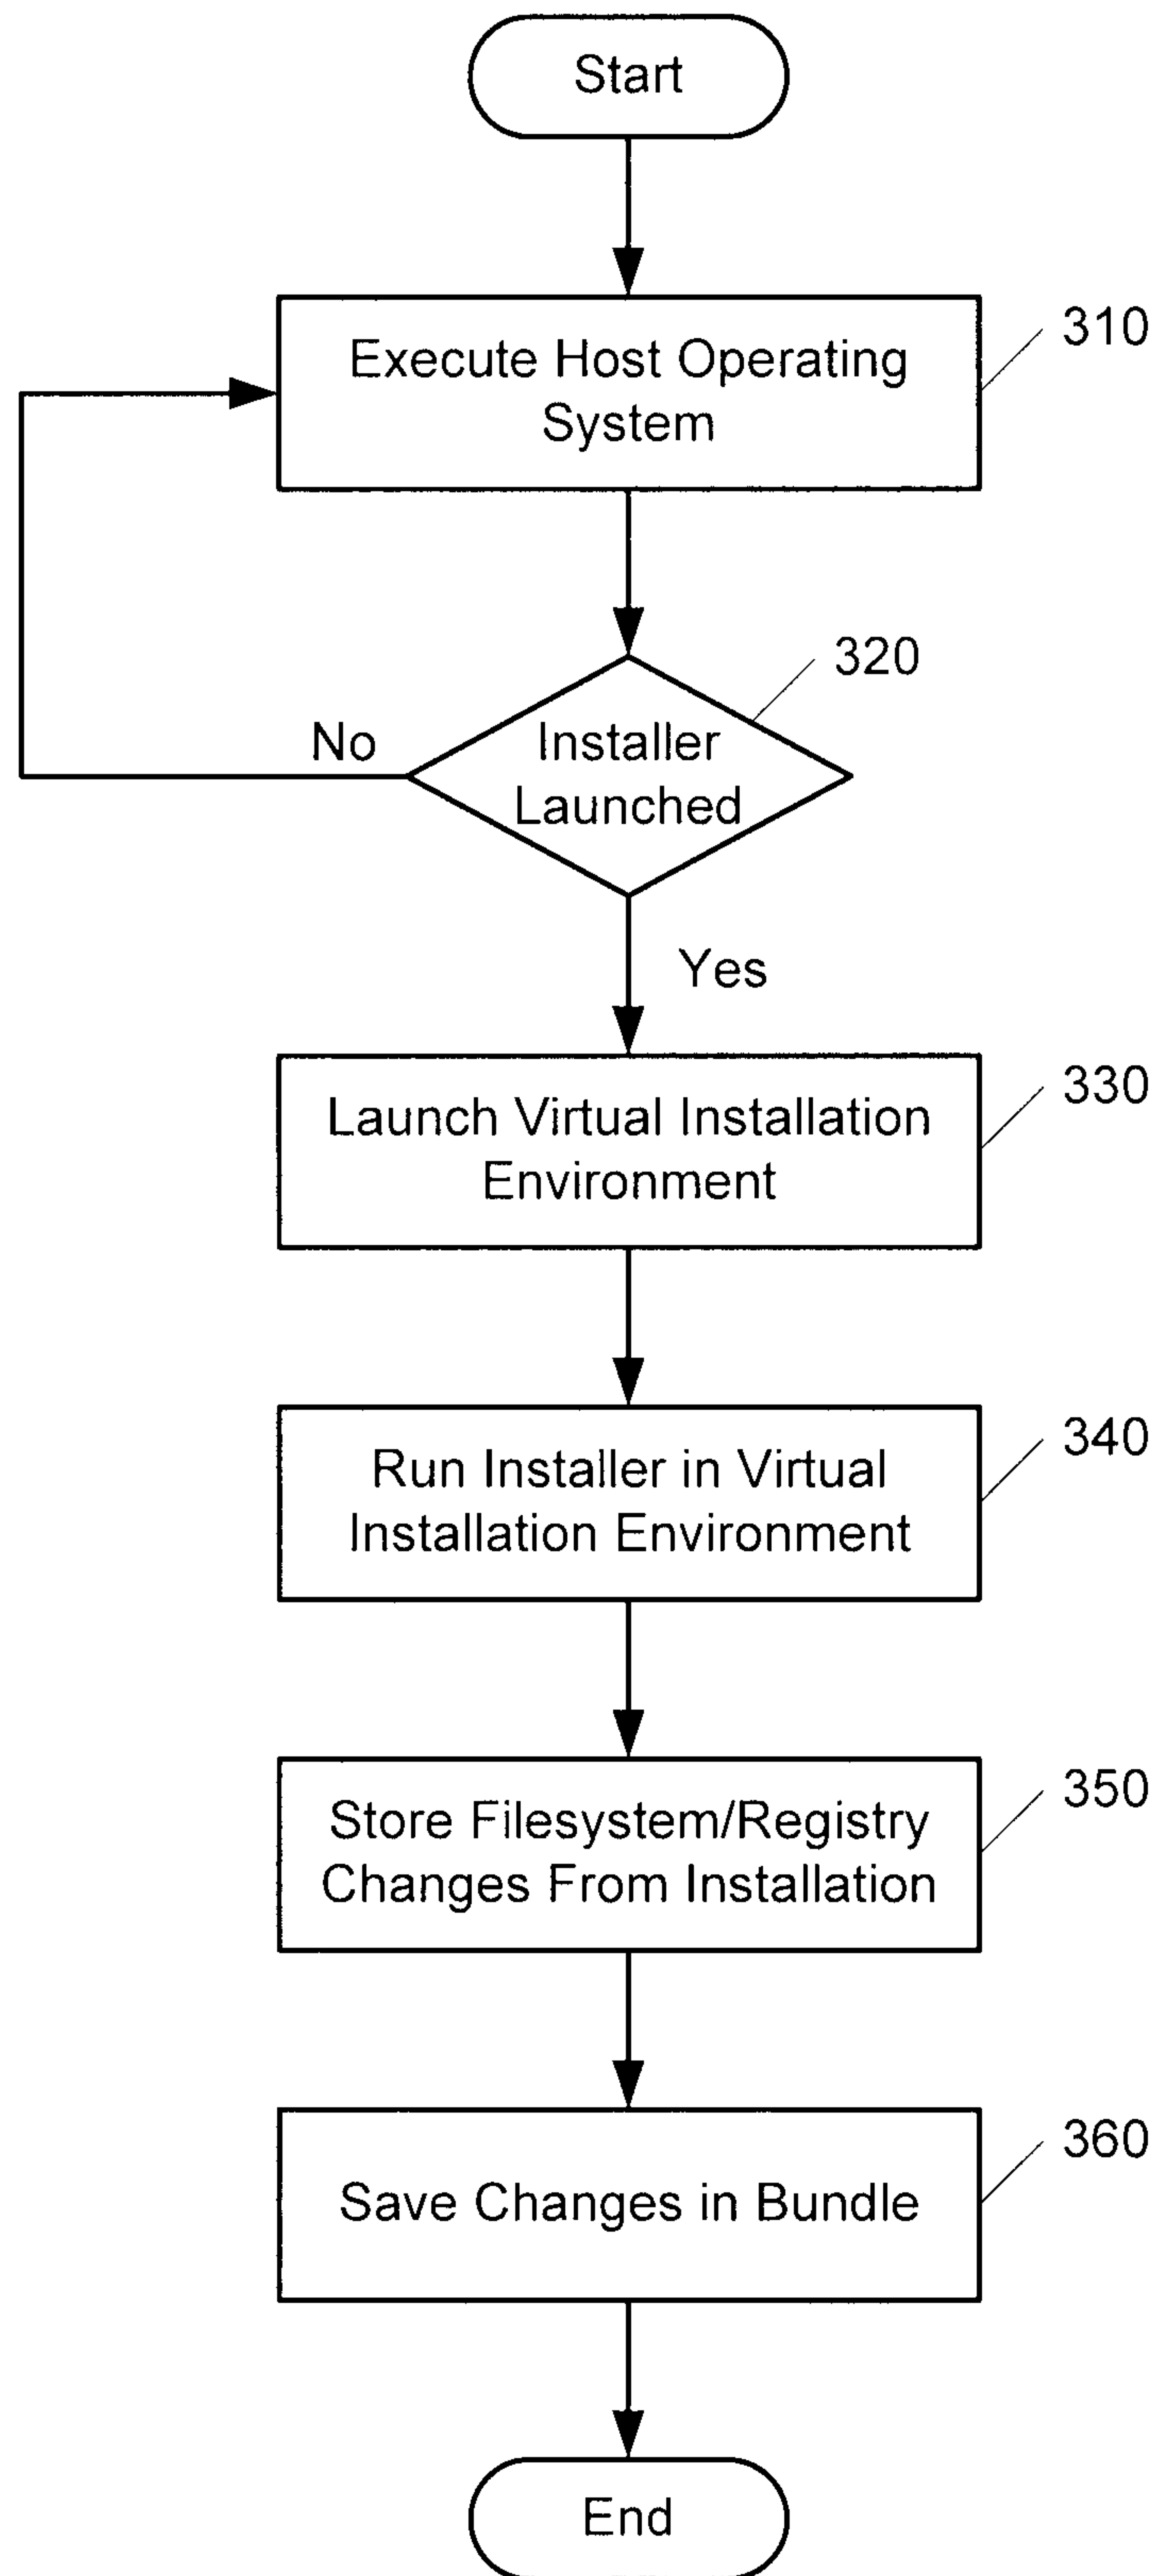 Start
310
Execute Host Operating
System
320
No
Installer
Launched
Yes
330
Launch Virtual Installation
Environment
340
Run Installer in Virtual
Installation Environment
350
Store Filesystem/Registry
Changes From Installation
360
Save Changes in Bundle
End